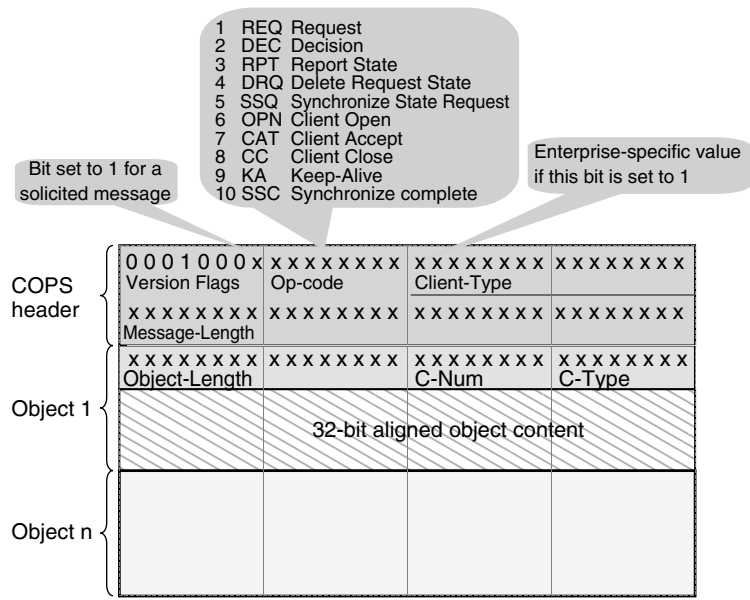 1 REQ Request
2 DEC Decision
3 RPT Report State
4 DRQ Delete Request State
5 SSQ Synchronize State Request
6 OPN Client Open
7 CAT Client Accept
8 CC Client Close
9 KA Keep-Alive
10 SSC Synchronize complete
Bit set to 1 for a
solicited message
Enterprise-specific value
if this bit is set to 1
COPS
header
0 0 0 1 0 0 0 x x x x x x x x x x x x x x x x x x x x x x x x x
Version Flags Op-code Client-Type
x x x x x x x x x x x x x x x x x x x x x x x x x x x x x x x x
Message-Length
Object 1
x x x x x x x x x x x x x x x x x x x x x x x x x x x x x x x x
Object-Length C-Num C-Type
32-bit aligned object content
Object n